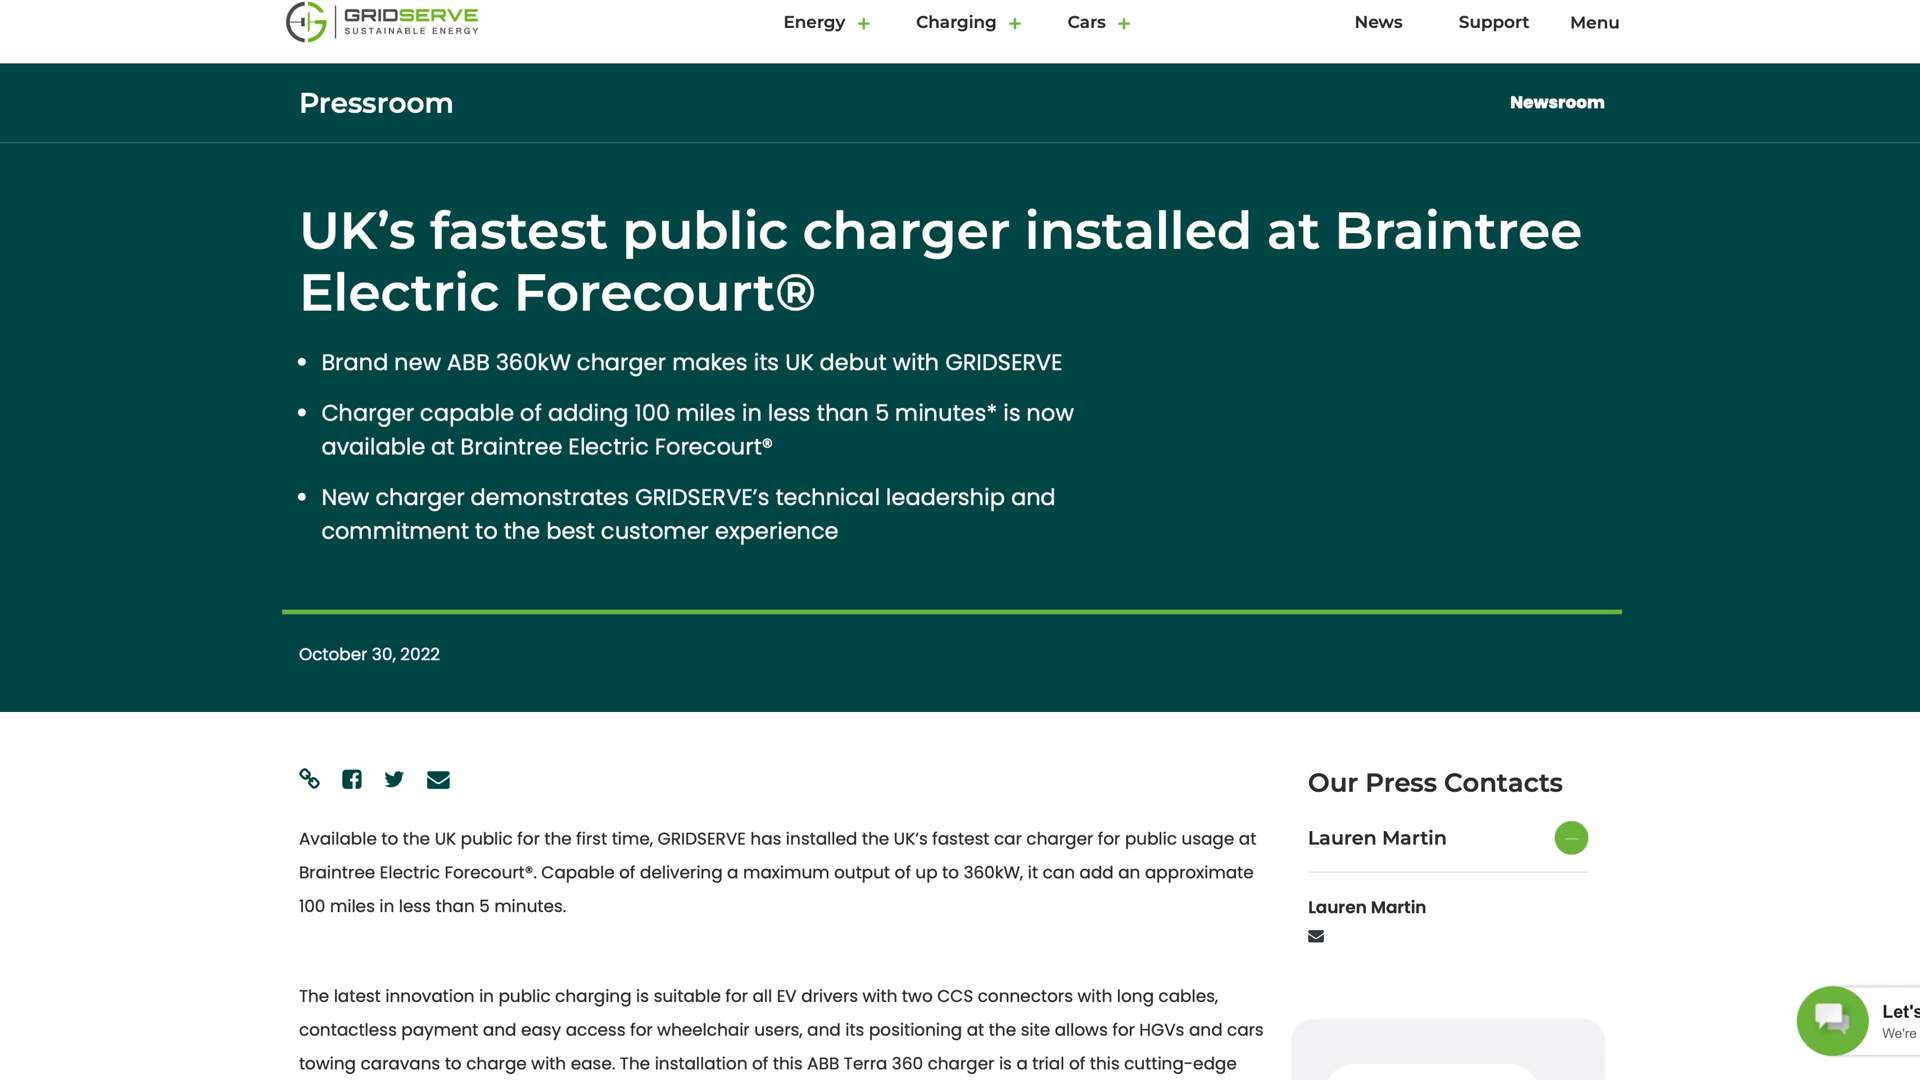 GRIDSERVE
SUSTAINABLE ENERGY
Energy + Charging + Cars + News Support Menu
Pressroom Newsroom
UK’s fastest public charger installed at Braintree
Electric Forecourt®
• Brand new ABB 360kW charger makes its UK debut with GRIDSERVE
• Charger capable of adding 100 miles in less than 5 minutes* is now
available at Braintree Electric Forecourt®
• New charger demonstrates GRIDSERVE’s technical leadership and
commitment to the best customer experience
October 30, 2022
Available to the UK public for the first time, GRIDSERVE has installed the UK’s fastest car charger for public usage at
Braintree Electric Forecourt®. Capable of delivering a maximum output of up to 360kW, it can add an approximate
100 miles in less than 5 minutes.
The latest innovation in public charging is suitable for all EV drivers with two CCS connectors with long cables,
contactless payment and easy access for wheelchair users, and its positioning at the site allows for HGVs and cars
towing caravans to charge with ease. The installation of this ABB Terra 360 charger is a trial of this cutting-edge
Our Press Contacts
Lauren Martin
Lauren Martin
Let's
We're